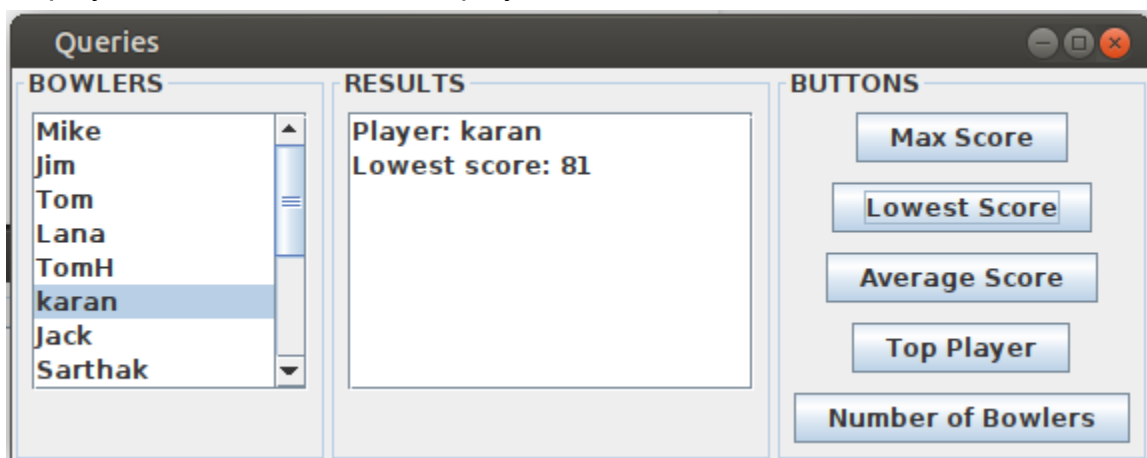 Queries
BOWLERS
Mike
Jim
Tom
Lana
TomH
karan
Jack
Sarthak
RESULTS
Player: karan
Lowest score: 81
BUTTONS
Max Score
Lowest Score
Average Score
Top Player
Number of Bowlers